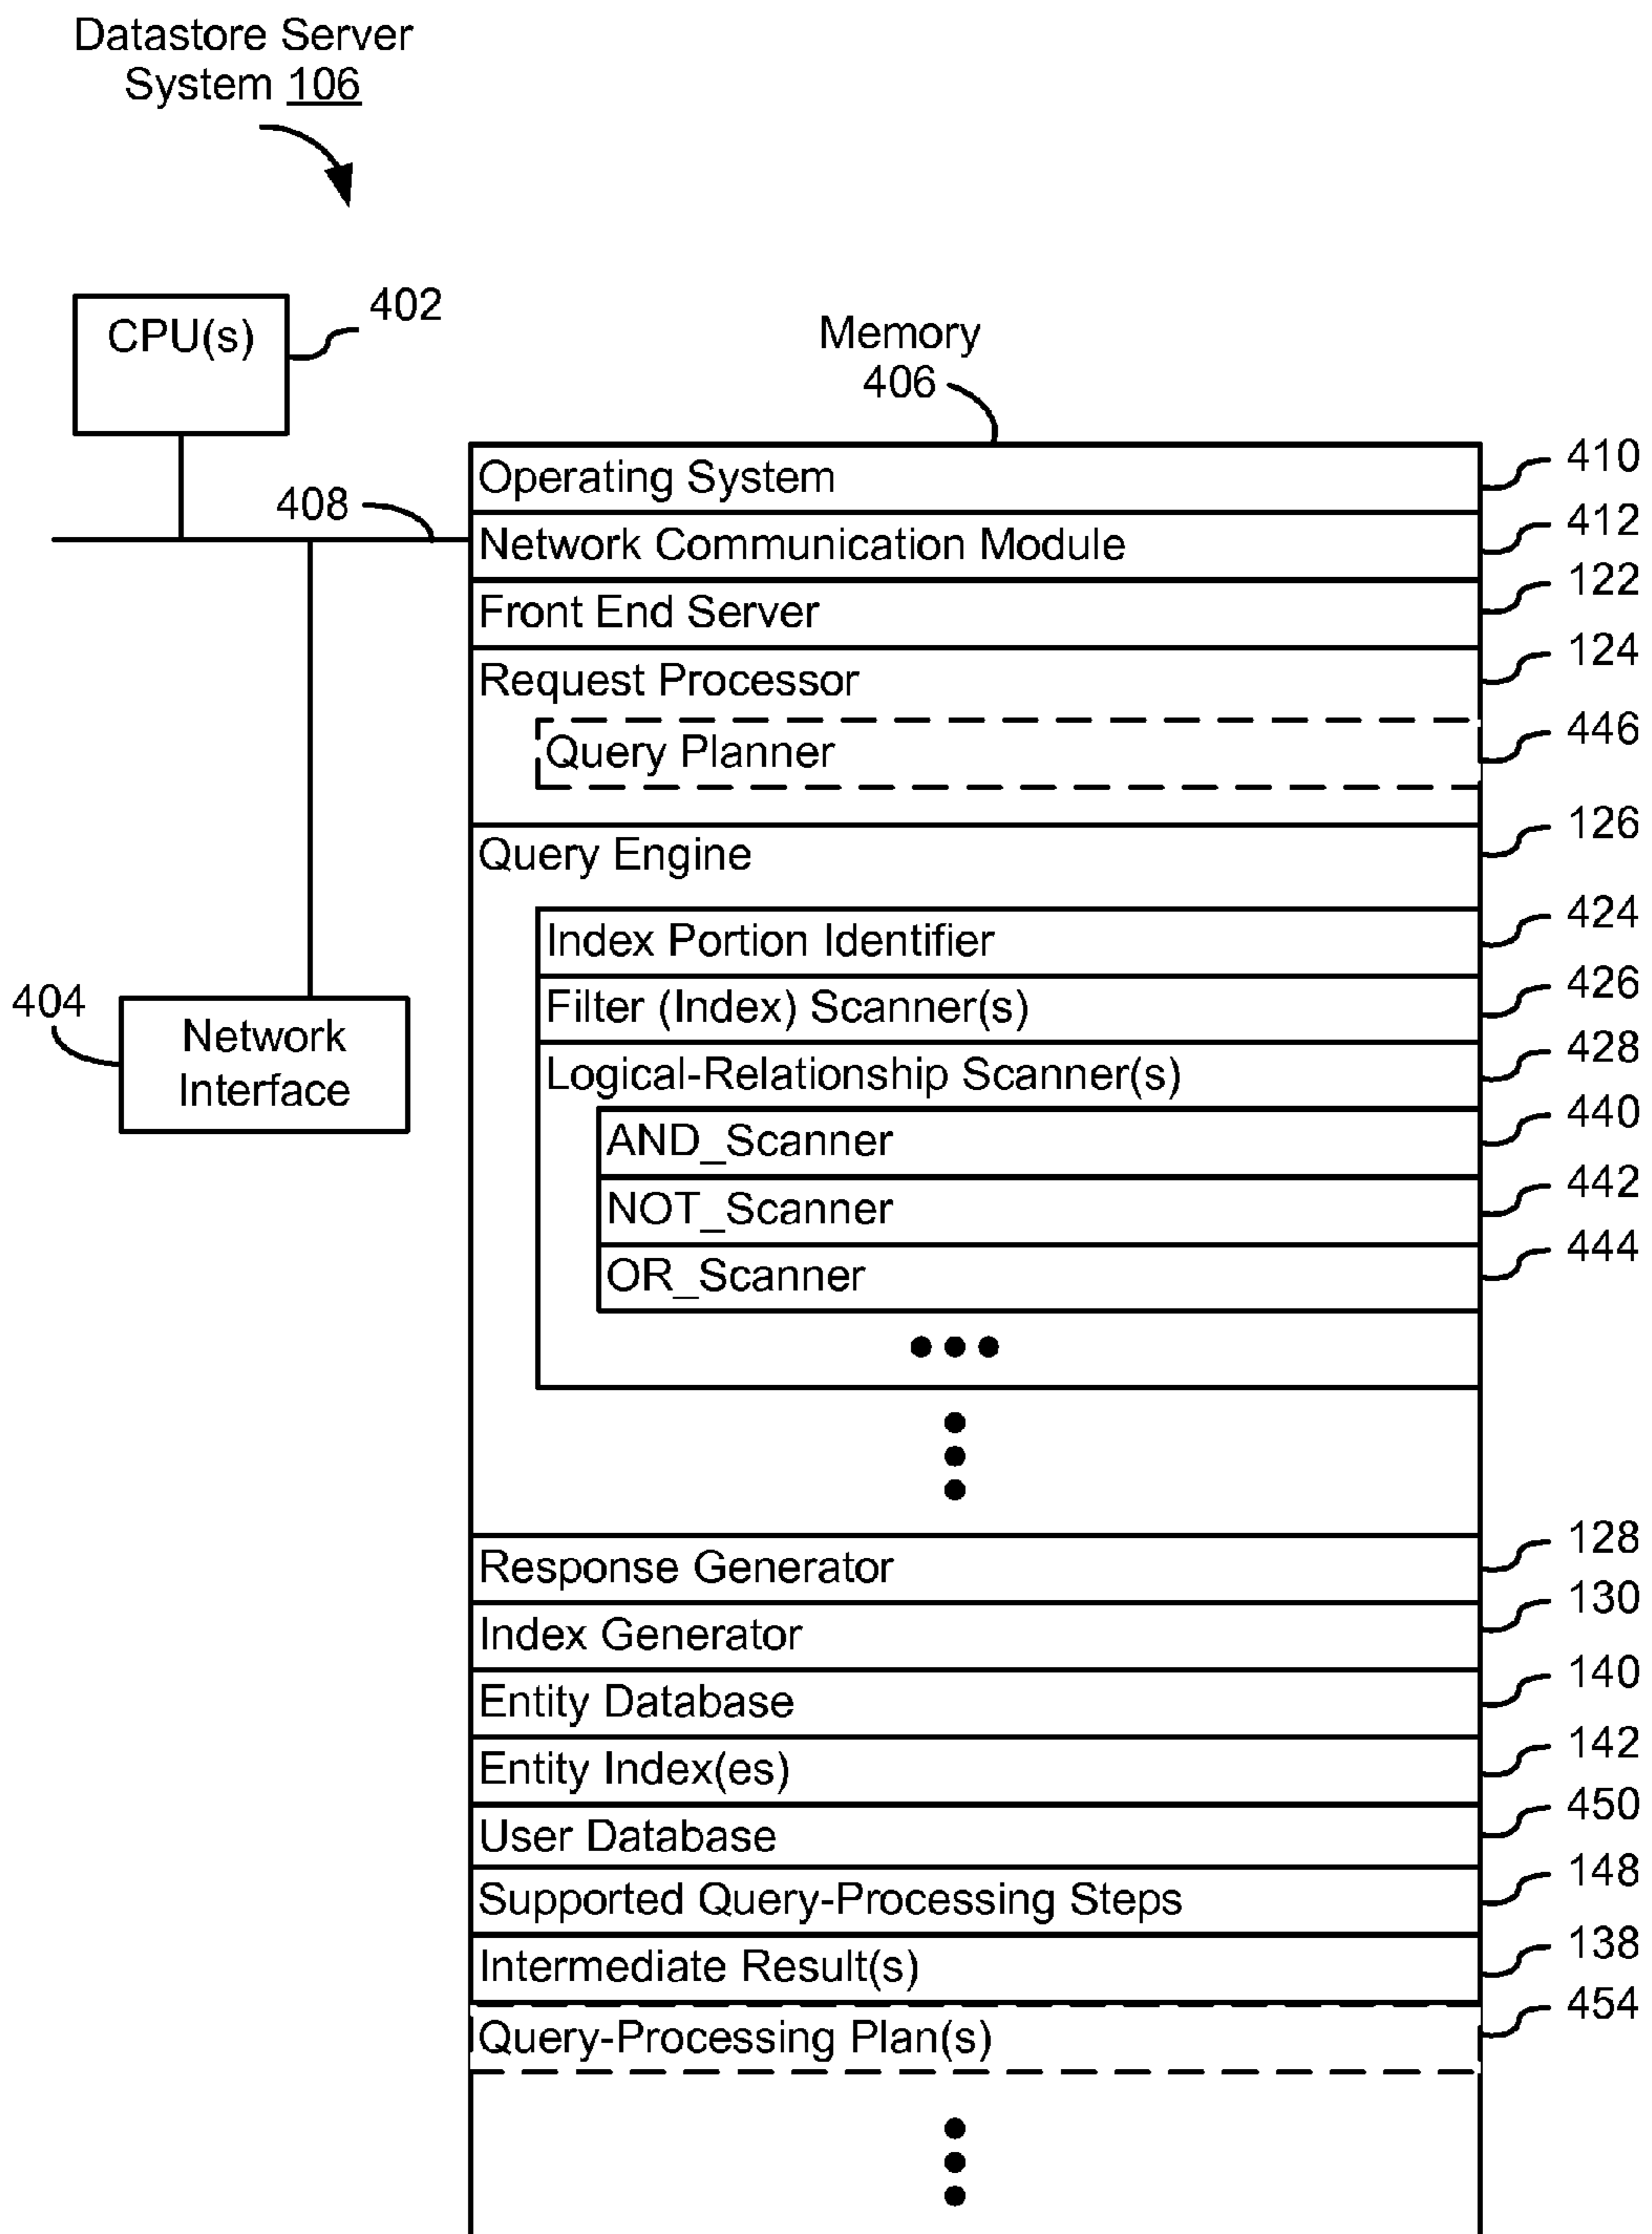 Datastore Server
System 106
CPU(s)
402
Memory
406
408
Operating System
410
Network Communication Module
412
Front End Server
122
Request Processor
124
Query Planner
446
Query Engine
126
Index Portion Identifier
424
Filter (Index) Scanner(s)
426
404
Network
Interface
Logical-Relationship Scanner(s)
428
AND_Scanner
440
NOT_Scanner
442
OR_Scanner
444
Response Generator
128
Index Generator
130
Entity Database
140
Entity Index(es)
142
User Database
450
Supported Query-Processing Steps
148
Intermediate Result(s)
138
Query-Processing Plan(s)
454